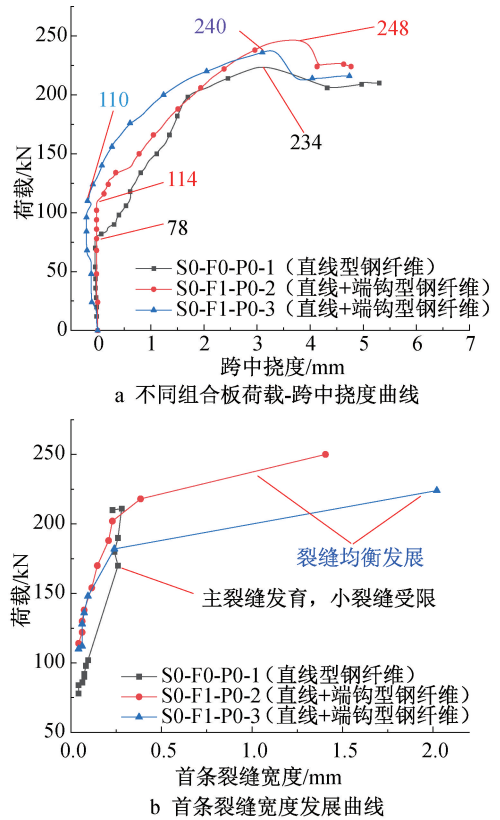 250
200
150
100
50
0
荷载/kN
240
248
110
234
114
78
S0-F0-P0-1（直线型钢纤维）
S0-F1-P0-2（直线+端钩型钢纤维）
S0-F1-P0-3（直线+端钩型钢纤维）
0 1 2 3 4 5 6 7
跨中挠度/mm
a 不同组合板荷载-跨中挠度曲线
250
200
150
100
50
荷载/kN
裂缝均衡发展
主裂缝发育，小裂缝受限
S0-F0-P0-1（直线型钢纤维）
S0-F1-P0-2（直线+端钩型钢纤维）
S0-F1-P0-3（直线+端钩型钢纤维）
0.0 0.5 1.0 1.5 2.0
首条裂缝宽度/mm
b 首条裂缝宽度发展曲线